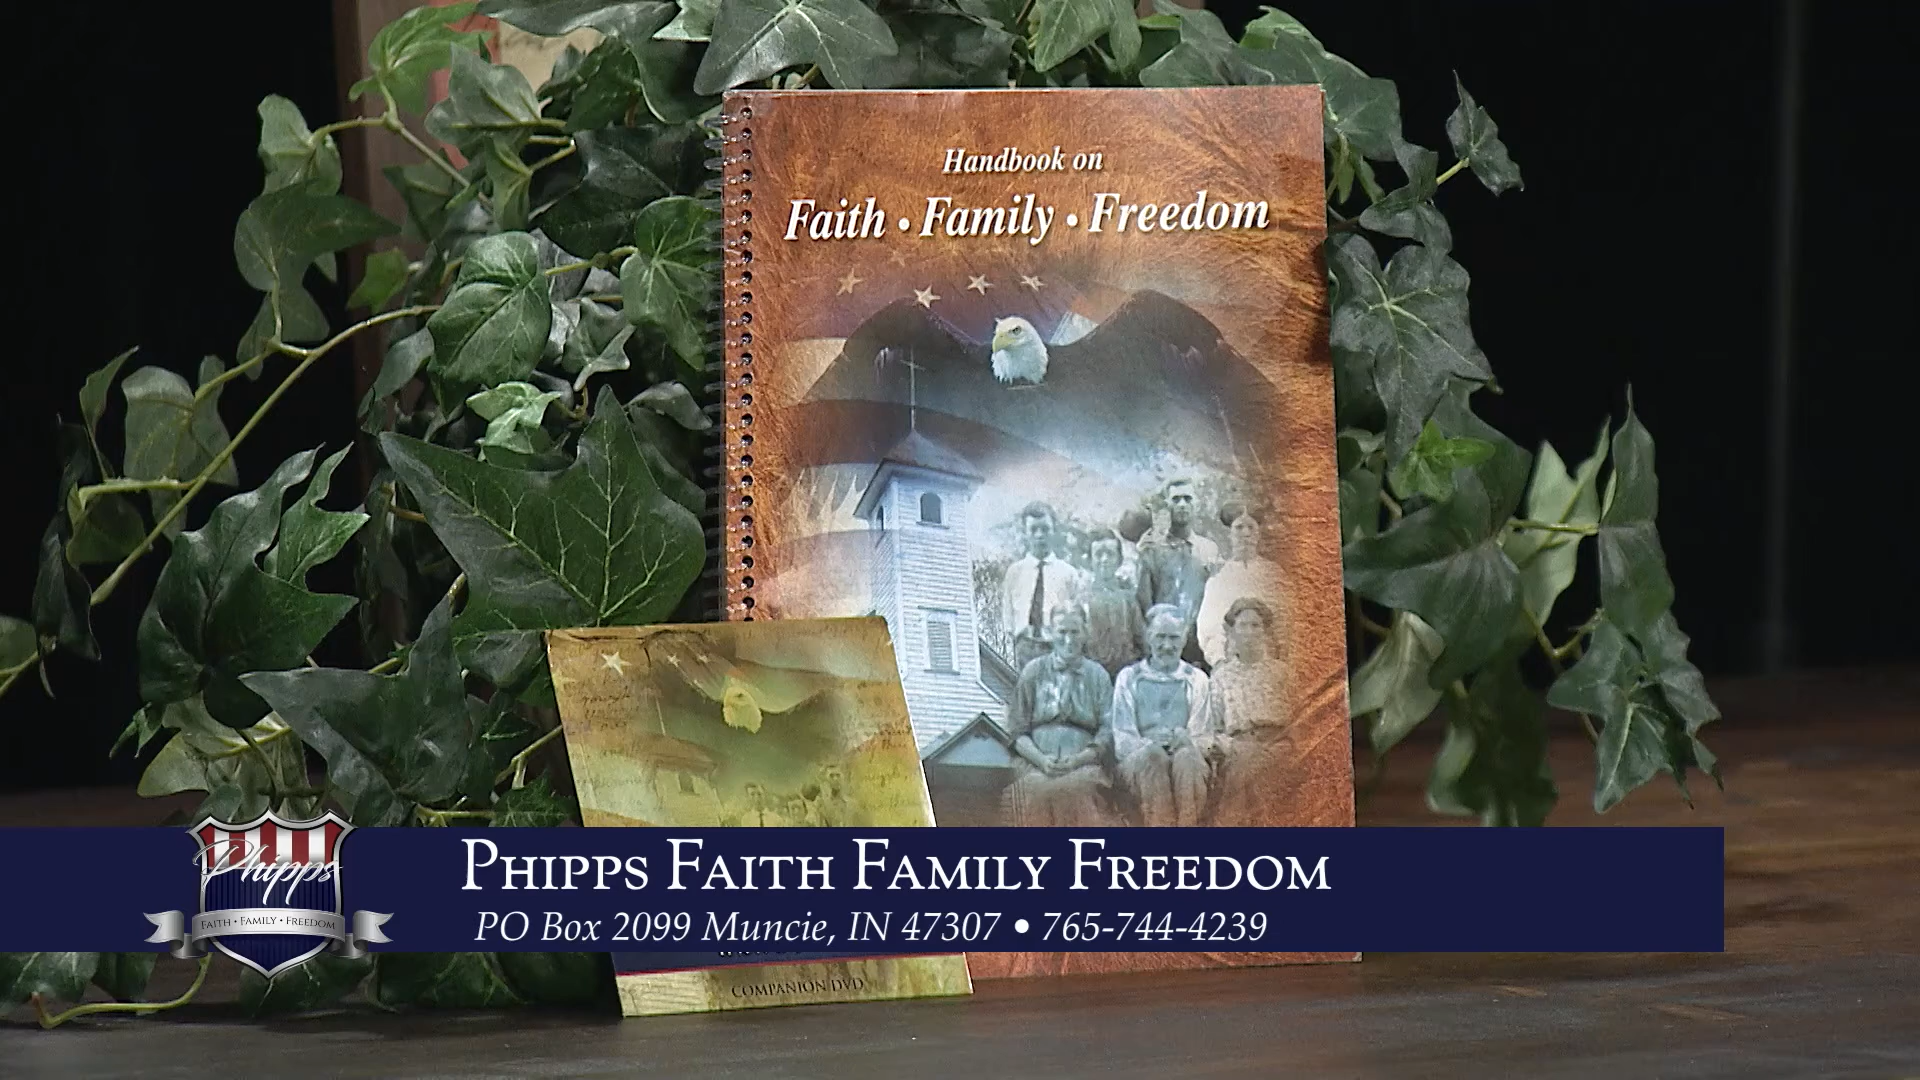 Handbook on
Faith • Family • Freedom
Phipps Faith Family Freedom
PO Box 2099 Muncie, IN 47307 • 765-744-4239
Phipps
FAITH • FAMILY • FREEDOM
COMPANION DVD